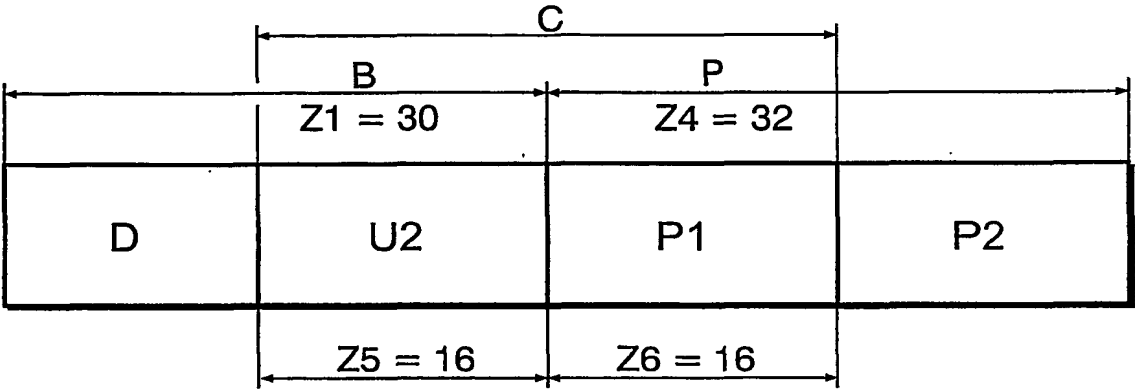 C
B P
Z1 = 30 Z4 = 32
D U2 P1 P2
Z5 = 16 Z6 = 16